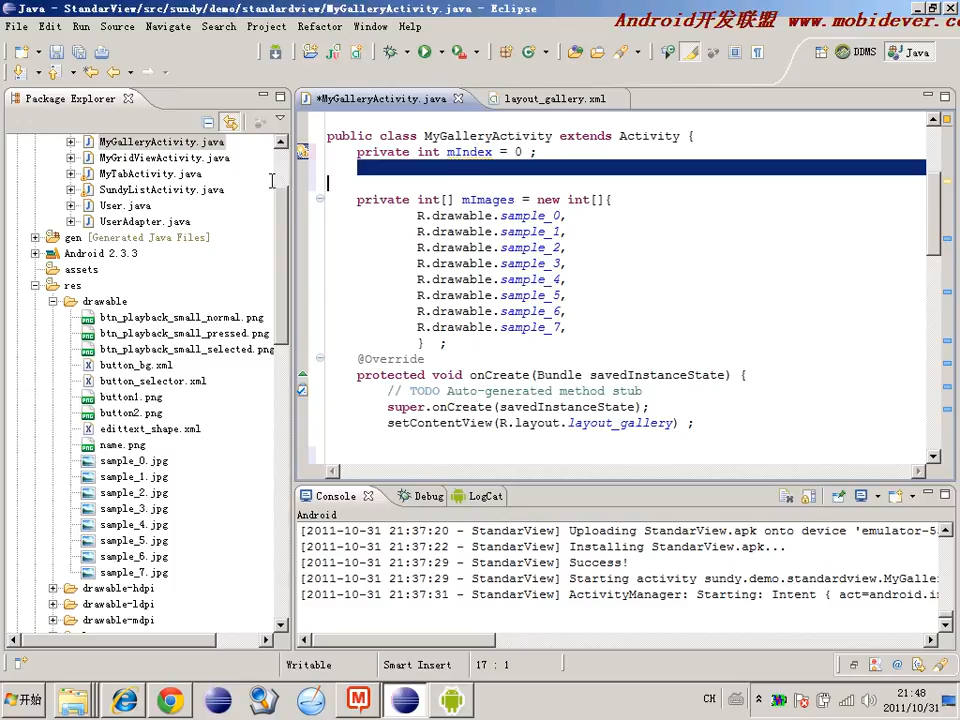 Java - StandarView/src/sundy/demo/standardview/MyGalleryActivity.java - Eclipse
Android开发联盟 www.mobidever.com
File Edit Run Source Navigate Search Project Refactor Window Help
DDMS Java
Package Explorer
*MyGalleryActivity.java layout_gallery.xml
MyGalleryActivity.java
MyGridViewActivity.java
MyTabActivity.java
SundyListActivity.java
User.java
UserAdapter.java
gen [Generated Java Files]
Android 2.3.3
assets
res
drawable
btn_playback_small_normal.png
btn_playback_small_pressed.png
btn_playback_small_selected.png
button_bg.xml
button_selector.xml
button1.png
button2.png
edittext_shape.xml
name.png
sample_0.jpg
sample_1.jpg
sample_2.jpg
sample_3.jpg
sample_4.jpg
sample_5.jpg
sample_6.jpg
sample_7.jpg
drawable-hdpi
drawable-ldpi
drawable-mdpi
public class MyGalleryActivity extends Activity {
private int mIndex = 0 ;
private int[] mImages = new int[]{
R.drawable.sample_0,
R.drawable.sample_1,
R.drawable.sample_2,
R.drawable.sample_3,
R.drawable.sample_4,
R.drawable.sample_5,
R.drawable.sample_6,
R.drawable.sample_7,
} ;
@Override
protected void onCreate(Bundle savedInstanceState) {
// TODO Auto-generated method stub
super.onCreate(savedInstanceState);
setContentView(R.layout.layout_gallery) ;
Console Debug LogCat
Android
[2011-10-31 21:37:20 - StandarView] Uploading StandarView.apk onto device 'emulator-5
[2011-10-31 21:37:22 - StandarView] Installing StandarView.apk...
[2011-10-31 21:37:29 - StandarView] Success!
[2011-10-31 21:37:29 - StandarView] Starting activity sundy.demo.standardview.MyGalle
[2011-10-31 21:37:31 - StandarView] ActivityManager: Starting: Intent { act=android.in
Writable Smart Insert 17 : 1
开始
CH
21:48
2011/10/31